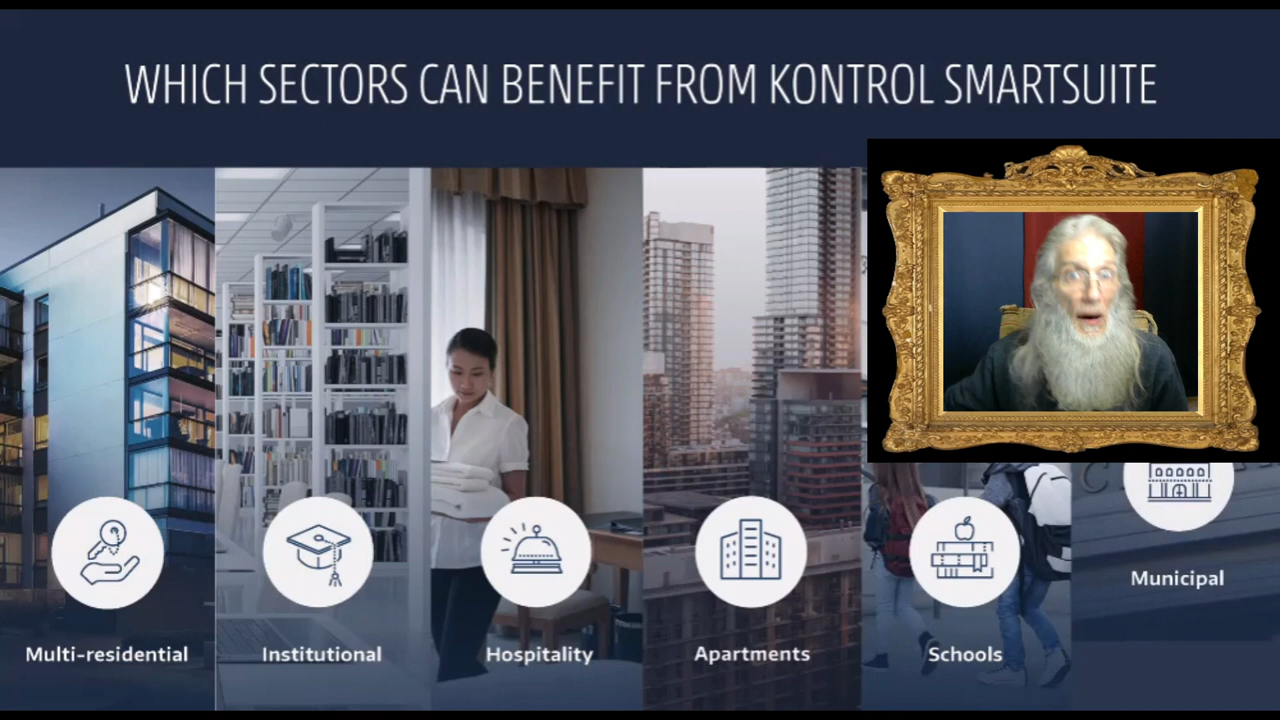 WHICH SECTORS CAN BENEFIT FROM KONTROL SMARTSUITE
Multi-residential
Institutional
Hospitality
Apartments
Schools
Municipal